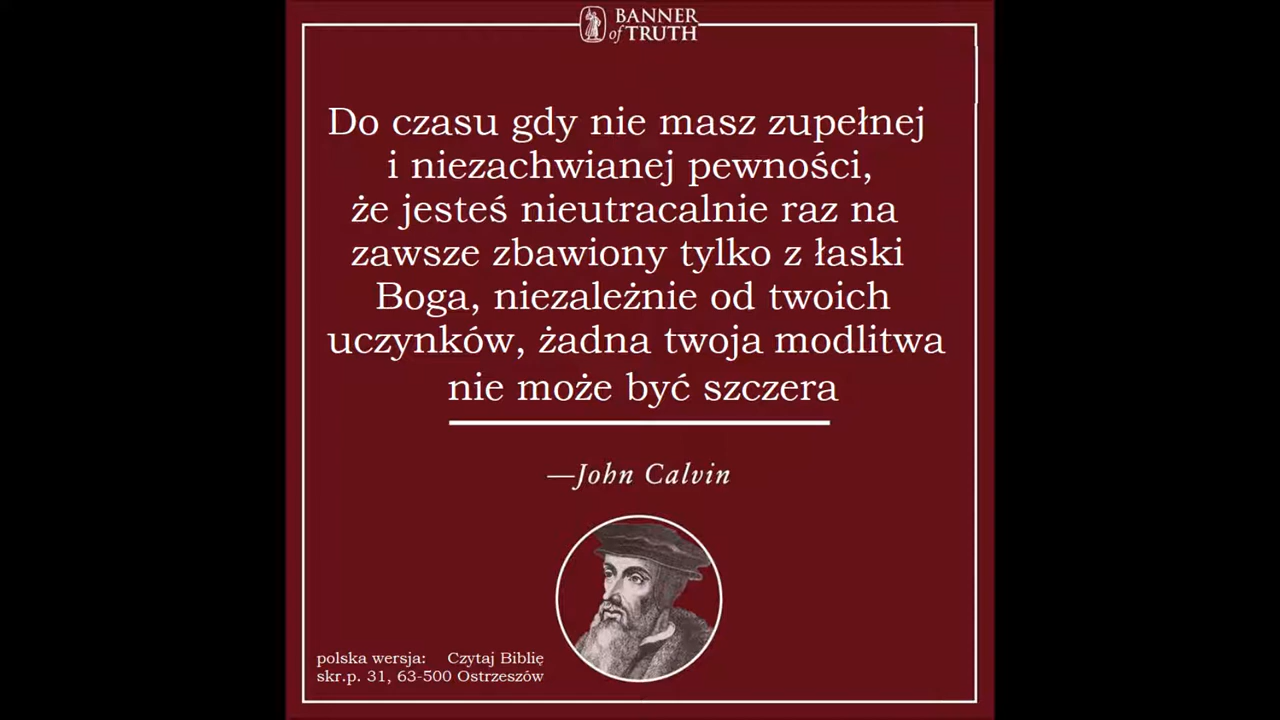 BANNER
of TRUTH
Do czasu gdy nie masz zupełnej
i niezachwianej pewności,
że jesteś nieutracalnie raz na
zawsze zbawiony tylko z łaski
Boga, niezależnie od twoich
uczynków, żadna twoja modlitwa
nie może być szczera
—John Calvin
polska wersja: Czytaj Biblię
skr.p. 31, 63-500 Ostrzeszów